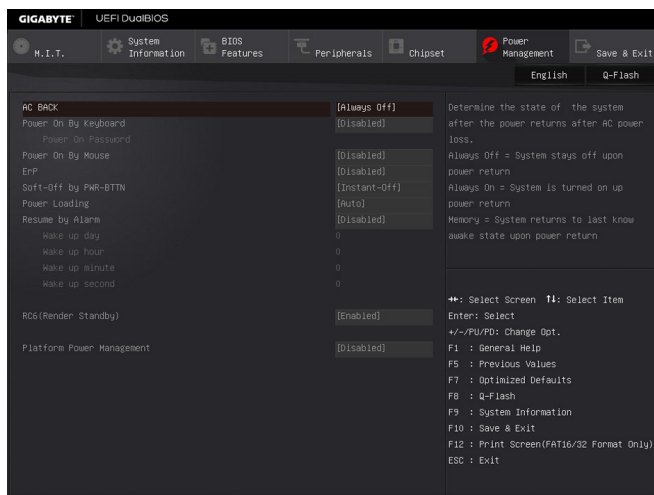 GIGABYTE™ UEFI DualBIOS
M.I.T. System Information BIOS Features Peripherals Chipset Power Management Save & Exit
English Q-Flash
AC BACK [Always Off]
Power On By Keyboard [Disabled]
Power On Password
Power On By Mouse [Disabled]
ErP [Disabled]
Soft-Off by PWR-BTTN [Instant-Off]
Power Loading [Auto]
Resume by Alarm [Disabled]
Wake up day 0
Wake up hour 0
Wake up minute 0
Wake up second 0
RC6(Render Standby) [Enabled]
Platform Power Management [Disabled]
Determine the state of the system
after the power returns after AC power
loss.
Always Off = System stays off upon
power return
Always On = System is turned on up
power return
Memory = System returns to last know
awake state upon power return
→←: Select Screen ↑↓: Select Item
Enter: Select
+/-/PU/PD: Change Opt.
F1 : General Help
F5 : Previous Values
F7 : Optimized Defaults
F8 : Q-Flash
F9 : System Information
F10 : Save & Exit
F12 : Print Screen(FAT16/32 Format Only)
ESC : Exit